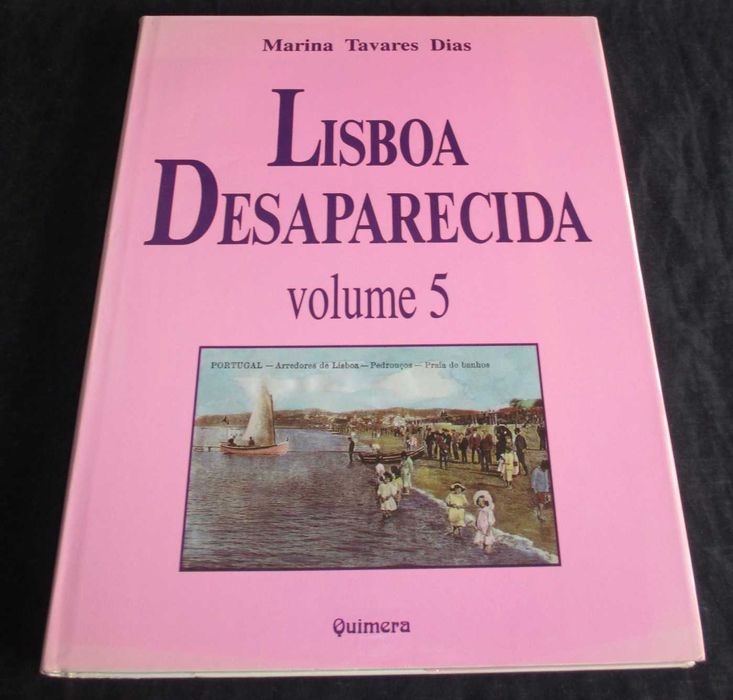 Marina Tavares Dias
LISBOA
DESAPARECIDA
volume 5
PORTUGAL — Arredores de Lisboa — Pedrouços — Praia de banhos
Quimera